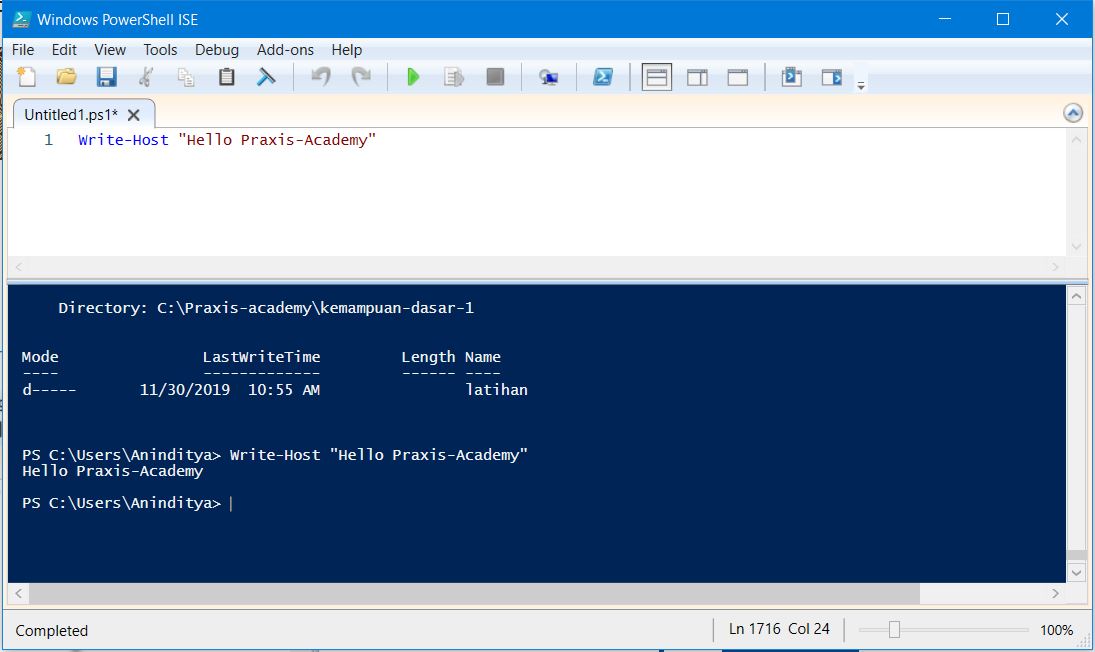 Windows PowerShell ISE
File Edit View Tools Debug Add-ons Help
Untitled1.ps1*
1 Write-Host "Hello Praxis-Academy"
Directory: C:\Praxis-academy\kemampuan-dasar-1
Mode LastWriteTime Length Name
---- ------------- ------ ----
d----- 11/30/2019 10:55 AM latihan
PS C:\Users\Aninditya> Write-Host "Hello Praxis-Academy"
Hello Praxis-Academy
PS C:\Users\Aninditya>
Completed Ln 1716 Col 24 100%